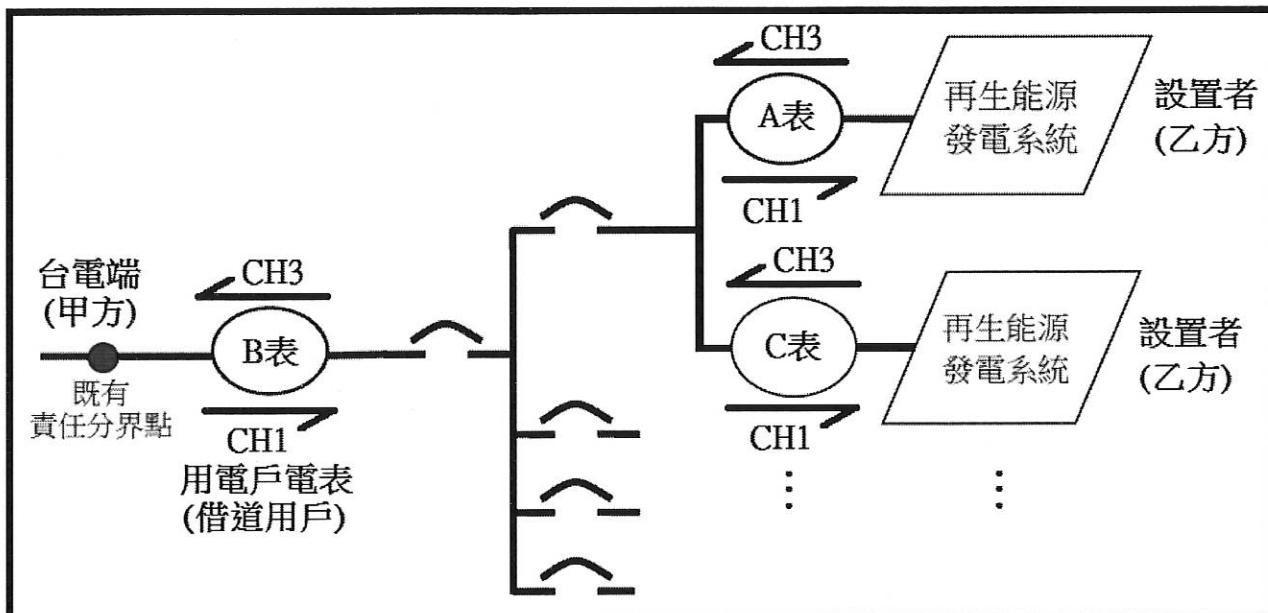 CH3
A表
CH1
再生能源
發電系統
設置者
(乙方)
台電端
(甲方)
既有
責任分界點
CH3
B表
CH1
用電戶電表
(借道用戶)
CH3
C表
CH1
再生能源
發電系統
設置者
(乙方)